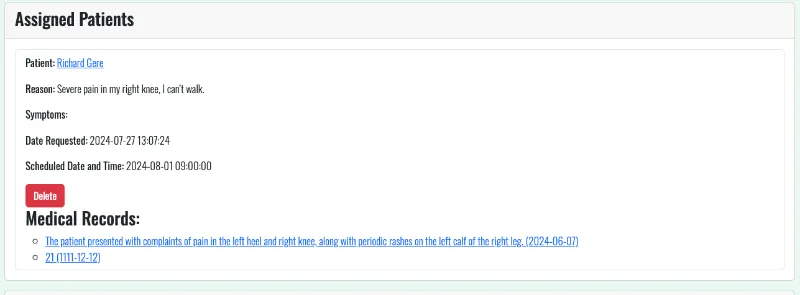 Assigned Patients
Patient: Richard Gere
Reason: Severe pain in my right knee, I can't walk.
Symptoms:
Date Requested: 2024-07-27 13:07:24
Scheduled Date and Time: 2024-08-01 09:00:00
Delete
Medical Records:
The patient presented with complaints of pain in the left heel and right knee, along with periodic rashes on the left calf of the right leg. (2024-06-07)
21 (1111-12-12)